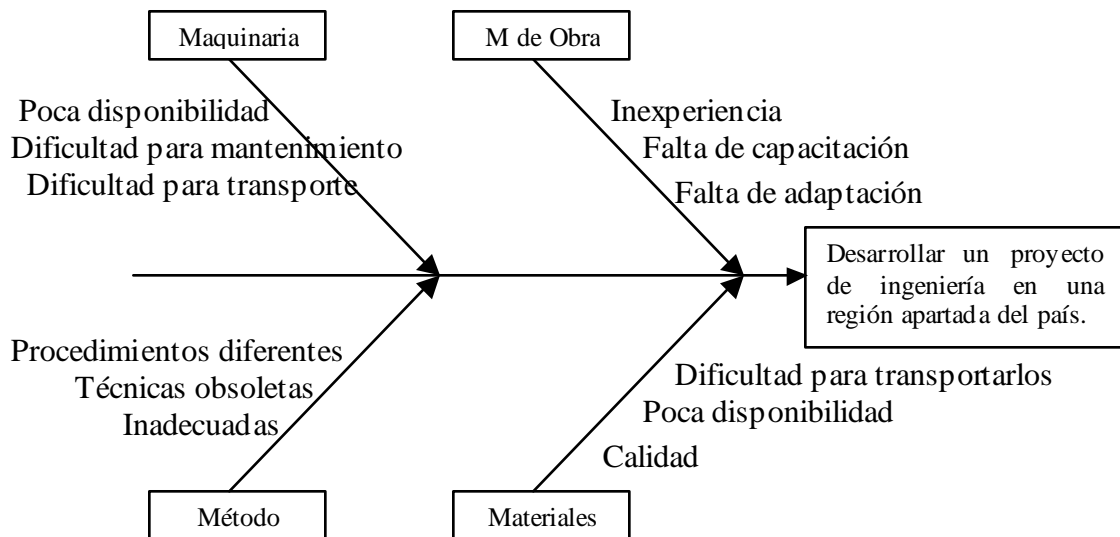 Maquinaria
M de Obra
Poca disponibilidad
Dificultad para mantenimiento
Dificultad para transporte
Inexperiencia
Falta de capacitación
Falta de adaptación
Desarrollar un proyecto
de ingeniería en una
región apartada del país.
Procedimientos diferentes
Técnicas obsoletas
Inadecuadas
Dificultad para transportarlos
Poca disponibilidad
Calidad
Método
Materiales